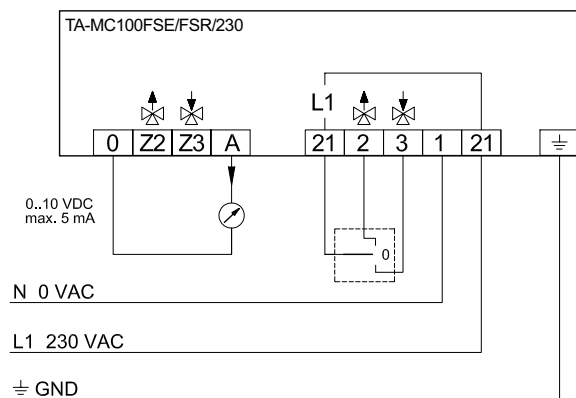 TA-MC100FSE/FSR/230
L1
0 Z2 Z3 A 21 2 3 1 21
0..10 VDC
max. 5 mA
0
N 0 VAC
L1 230 VAC
GND